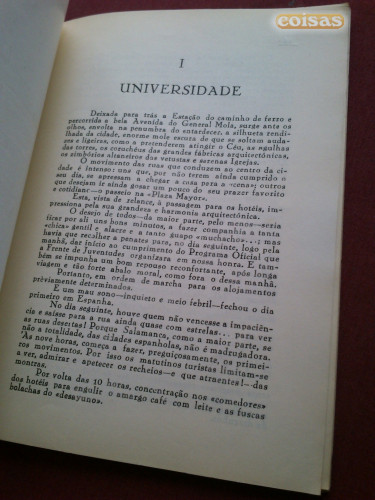 coisas
I
UNIVERSIDADE
Deixada para trás a Estação do caminho de ferro e
percorrida a bela Avenida do General Mola, surge ante os
olhos, envolta na penumbra do entardecer, a silhueta rendi-
lhada da cidade, enorme mole escura de que se soltam audazes
e ligeiras, como a pretenderem atingir o Céu, as agulhas
das torres, os coruchéus das grandes fábricas arquitectónicas,
os zimbórios altaneiros das vetustas e serenas Igrejas.
O movimento das ruas que conduzem ao centro da ci-
dade é intenso: uns que, por não terem ainda cumprido o
seu dia, se apressam a chegar a casa para a «cena»; outros
que desejam ir ainda gosar um pouco do seu prazer favorito
e cotidiano — o passeio na «Plaza Mayor».
Esta, vista de relance, à passagem para os hotéis, im-
pressiona pela sua grandeza e harmonia arquitectónica.
O desejo de todos — da maior parte, pelo menos — seria
ficar por ali uns bons minutos, a fazer companhia a tanta
«chica» gentil e alacre e a tanto guapo «muchacho»...; mas
havia que recolher a penates pare, no dia seguinte, logo pela
manhã, dar início ao cumprimento do Programa Oficial que
a Frente de Juventudes organizara em nossa honra. E tam-
bém se impunha um bom repouso reconfortante, após longa
viagem e tão forte abalo moral, como fora o dessa manhã.
Portanto, em ordem de marcha para os alojamentos
prèviamente determinados.
E um mau sono — inquieto e meio febril — fechou o dia
primeiro em Espanha.
No dia seguinte, houve quem não vencesse a impaciên-
cia e saísse para a rua ainda quase com estrelas... para ver
as ruas desertas! Porque Salamanca, como a maior parte, se
não a totalidade, das cidades espanholas, não é madrugadora.
Às nove horas, começa a fazer, preguiçosamente, os primei-
ros movimentos. Por isso os matutinos turistas limitam-se
a ver, admirar e apetecer os recheios — e que atraentes! — das
montras.
Por volta das 10 horas, concentração nos «comedores»
dos hotéis para engulir o amargo café com leite e as fuscas
bolachas do «desayuno».